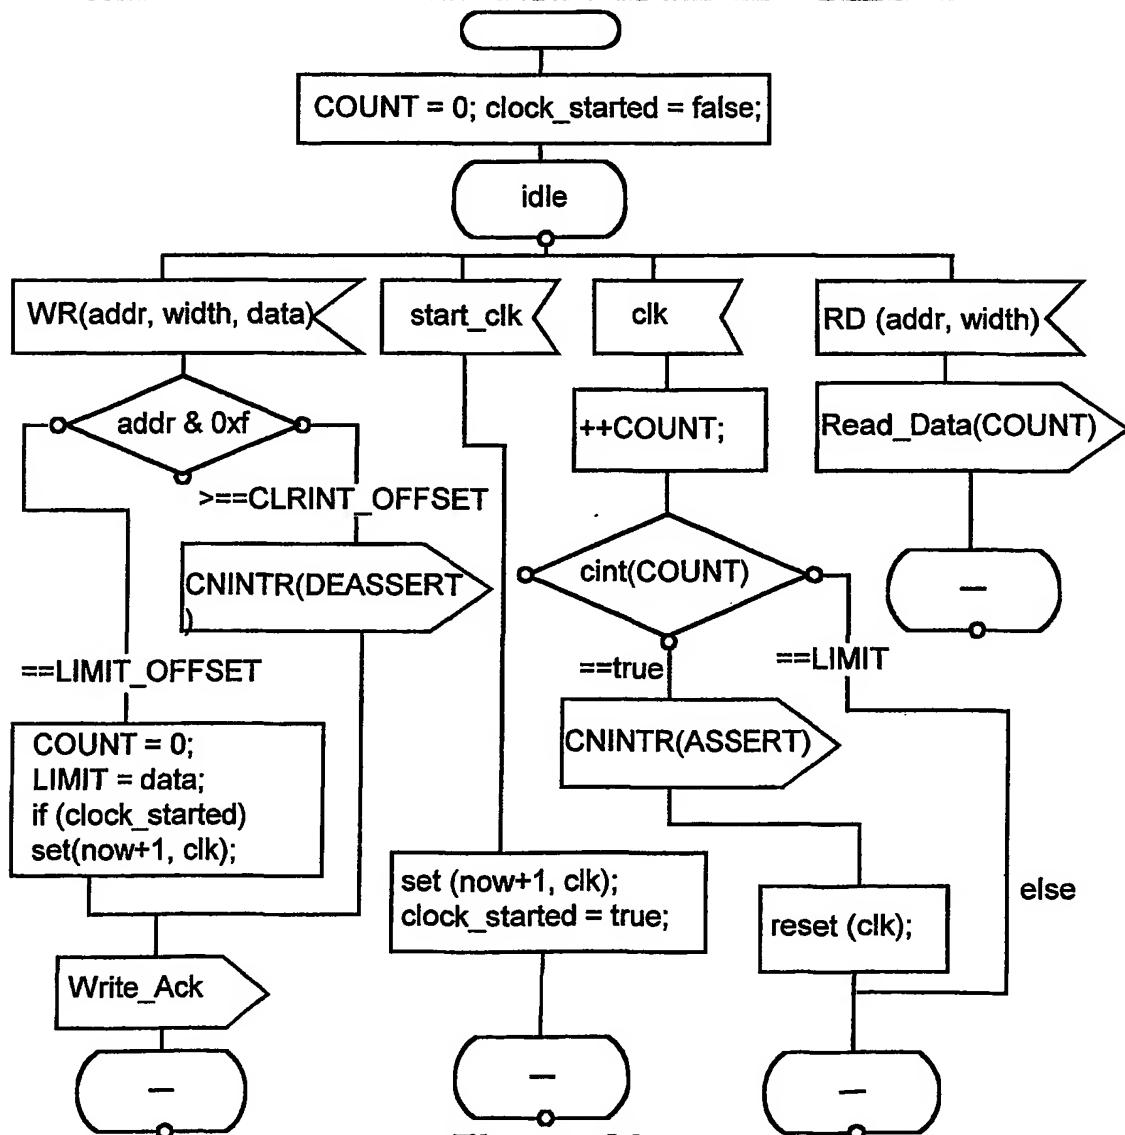 COUNT = 0; clock_started = false;
idle
WR(addr, width, data)
start_clk
clk
RD (addr, width)
addr & 0xf
++COUNT;
Read_Data(COUNT)
>==CLRINT_OFFSET
CNINTR(DEASSERT
)
cint(COUNT)
–
==LIMIT_OFFSET
==true
==LIMIT
COUNT = 0;
LIMIT = data;
if (clock_started)
set(now+1, clk);
CNINTR(ASSERT)
set (now+1, clk);
clock_started = true;
reset (clk);
else
Write_Ack
–
–
–